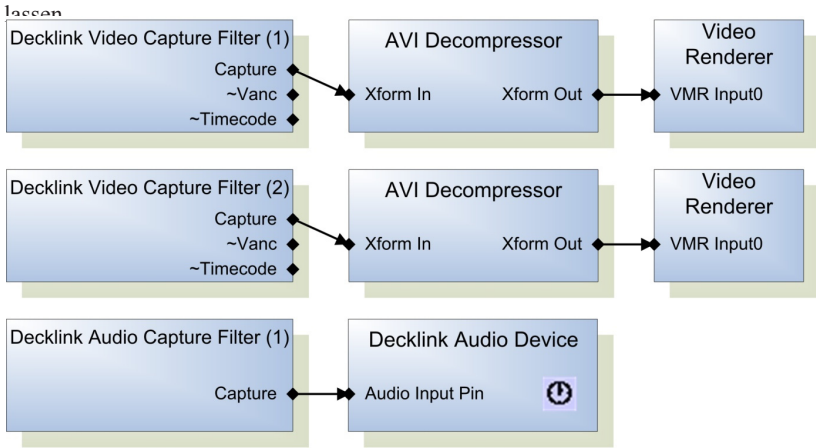 lassen
Decklink Video Capture Filter (1)
Capture
~Vanc
~Timecode
AVI Decompressor
Xform In Xform Out
Video
Renderer
VMR Input0
Decklink Video Capture Filter (2)
Capture
~Vanc
~Timecode
AVI Decompressor
Xform In Xform Out
Video
Renderer
VMR Input0
Decklink Audio Capture Filter (1)
Capture
Decklink Audio Device
Audio Input Pin